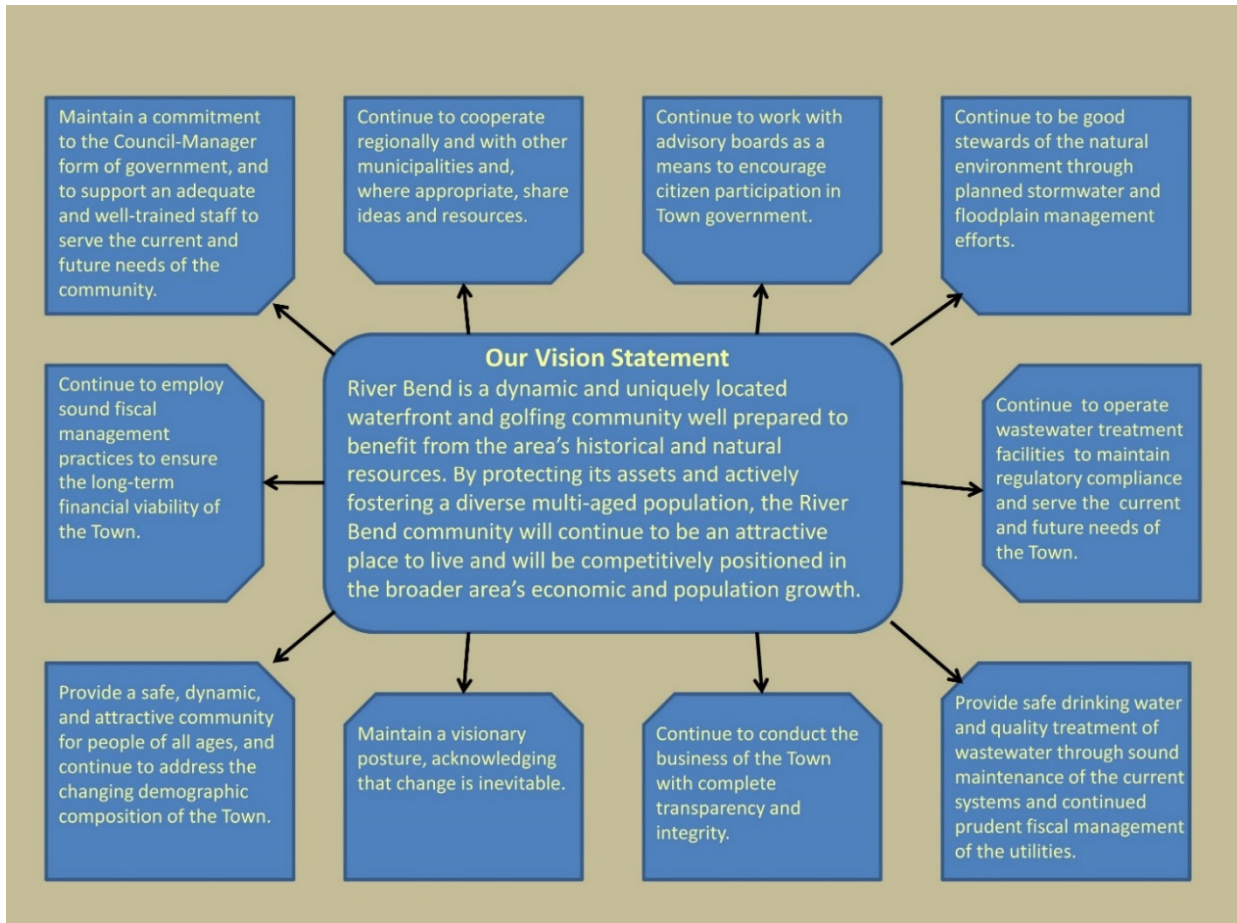 Maintain a commitment
to the Council-Manager
form of government, and
to support an adequate
and well-trained staff to
serve the current and
future needs of the
community.
Continue to cooperate
regionally and with other
municipalities and,
where appropriate, share
ideas and resources.
Continue to work with
advisory boards as a
means to encourage
citizen participation in
Town government.
Continue to be good
stewards of the natural
environment through
planned stormwater and
floodplain management
efforts.
Continue to employ
sound fiscal
management
practices to ensure
the long-term
financial viability of
the Town.
Our Vision Statement
River Bend is a dynamic and uniquely located
waterfront and golfing community well prepared to
benefit from the area's historical and natural
resources. By protecting its assets and actively
fostering a diverse multi-aged population, the River
Bend community will continue to be an attractive
place to live and will be competitively positioned in
the broader area's economic and population growth.
Continue to operate
wastewater treatment
facilities to maintain
regulatory compliance
and serve the current
and future needs of
the Town.
Provide a safe, dynamic,
and attractive community
for people of all ages, and
continue to address the
changing demographic
composition of the Town.
Maintain a visionary
posture, acknowledging
that change is inevitable.
Continue to conduct the
business of the Town
with complete
transparency and
integrity.
Provide safe drinking water
and quality treatment of
wastewater through sound
maintenance of the current
systems and continued
prudent fiscal management
of the utilities.